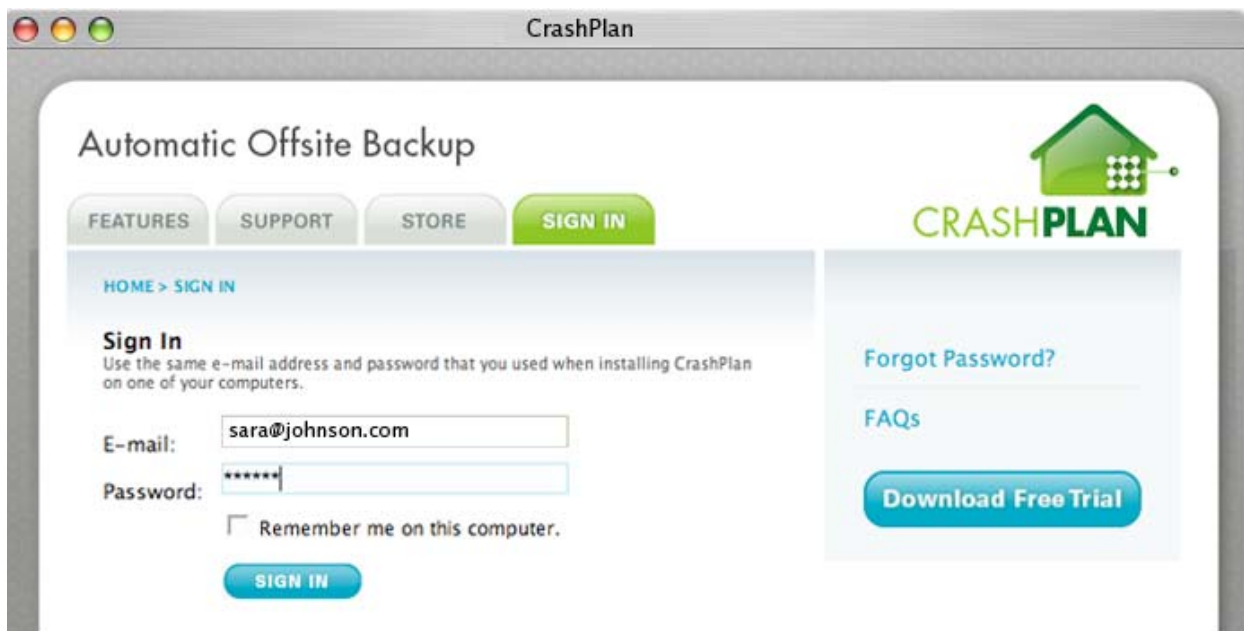 CrashPlan
Automatic Offsite Backup
CRASHPLAN
FEATURES SUPPORT STORE SIGN IN
HOME > SIGN IN
Sign In
Use the same e-mail address and password that you used when installing CrashPlan
on one of your computers.
E-mail: sara@johnson.com
Password: ******
Remember me on this computer.
SIGN IN
Forgot Password?
FAQs
Download Free Trial